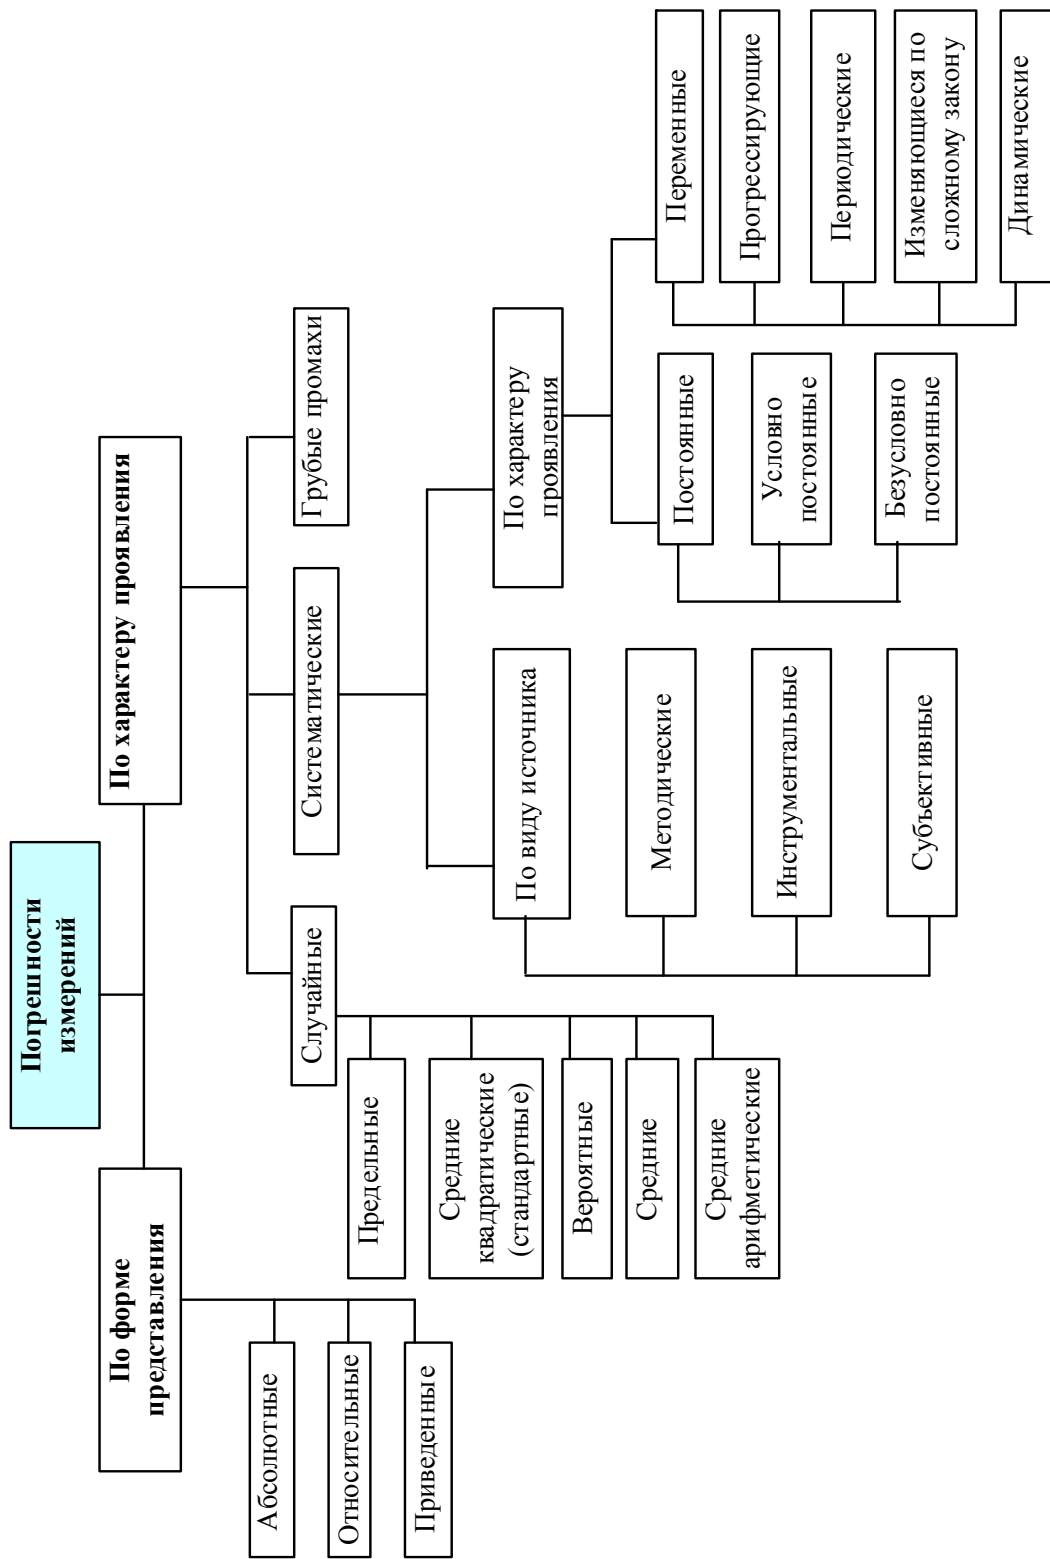 Погрешности
измерений
По форме
представления
По характеру проявления
Абсолютные
Относительные
Приведенные
Случайные
Систематические
Грубые промахи
Предельные
Средние
квадратические
(стандартные)
Вероятные
Средние
Средние
арифметические
По виду источника
По характеру
проявления
Методические
Инструментальные
Субъективные
Постоянные
Условно
постоянные
Безусловно
постоянные
Переменные
Прогрессирующие
Периодические
Изменяющиеся по
сложному закону
Динамические